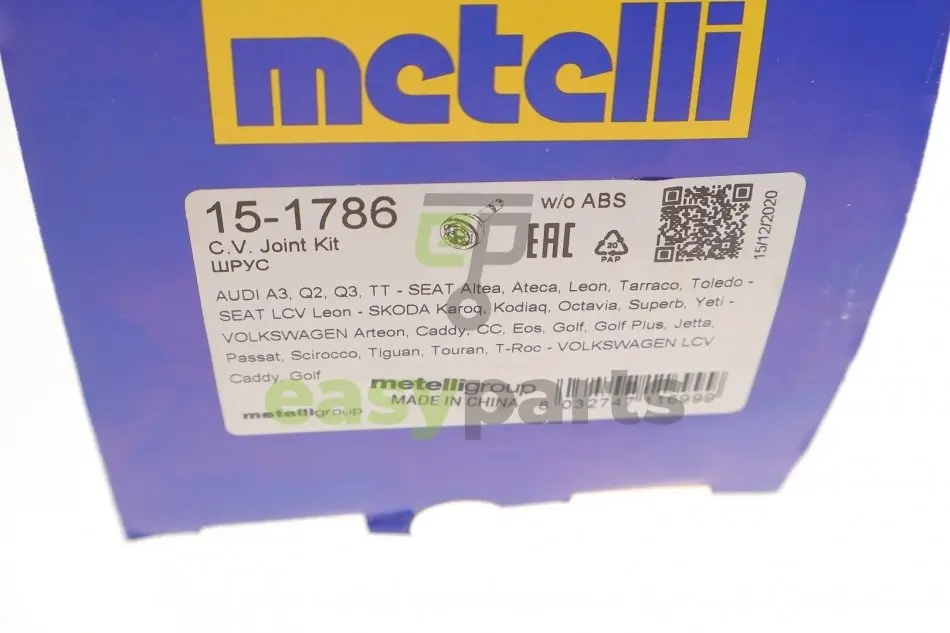 metelli
15-1786
w/o ABS
C.V. Joint Kit
ШРУС
EAC
20
PAP
15/12/2020
AUDI A3, Q2, Q3, TT - SEAT Altea, Ateca, Leon, Tarraco, Toledo -
SEAT LCV Leon - SKODA Karoq, Kodiaq, Octavia, Superb, Yeti -
VOLKSWAGEN Arteon, Caddy, CC, Eos, Golf, Golf Plus, Jetta,
Passat, Scirocco, Tiguan, Touran, T-Roc - VOLKSWAGEN LCV
Caddy, Golf
metelligroup
metelligroup
MADE IN CHINA
8 032747 116999
easyparts